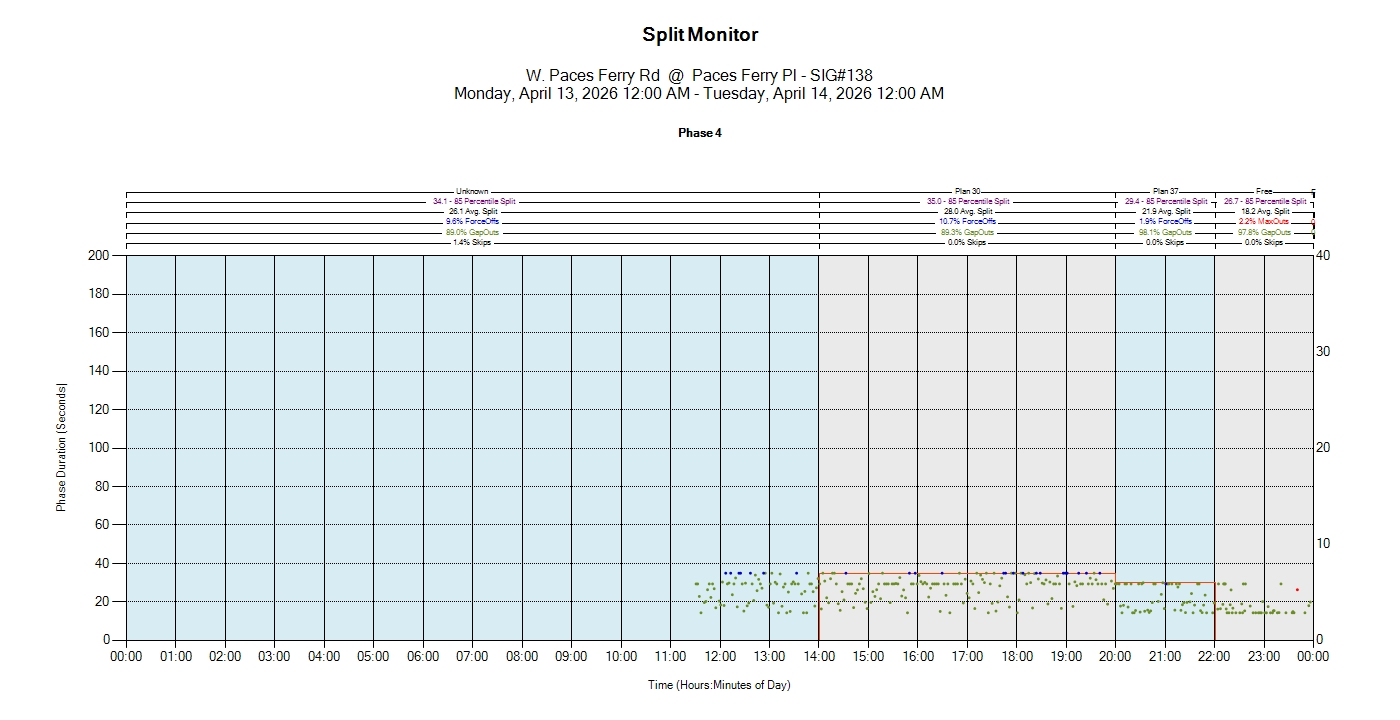 Split Monitor
W. Paces Ferry Rd @ Paces Ferry Pl - SIG#138
Monday, April 13, 2026 12:00 AM - Tuesday, April 14, 2026 12:00 AM
Phase 4
Unknown Plan 30 Plan 37 Free
34.1 - 85 Percentile Split 35.0 - 85 Percentile Split 29.4 - 85 Percentile Split 26.7 - 85 Percentile Split
26.1 Avg. Split 28.0 Avg. Split 21.9 Avg. Split 18.2 Avg. Split
9.6% ForceOffs 10.7% ForceOffs 1.9% ForceOffs 2.2% MaxOuts
89.0% GapOuts 89.3% GapOuts 98.1% GapOuts 97.8% GapOuts
1.4% Skips 0.0% Skips 0.0% Skips 0.0% Skips
200 40
180
160
30
140
120
100 20
80
60
10
40
20
0 0
Phase Duration (Seconds)
00:00 01:00 02:00 03:00 04:00 05:00 06:00 07:00 08:00 09:00 10:00 11:00 12:00 13:00 14:00 15:00 16:00 17:00 18:00 19:00 20:00 21:00 22:00 23:00 00:00
Time (Hours:Minutes of Day)